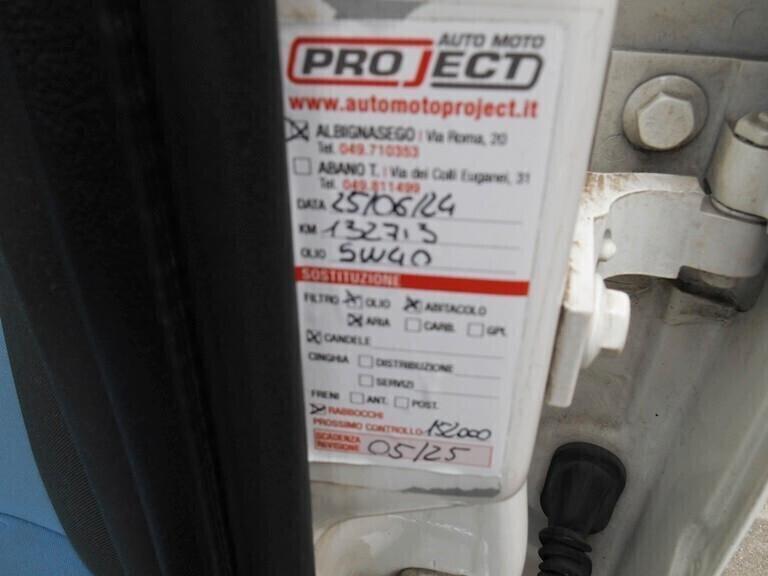 AUTO MOTO
PROJECT
www.automotoproject.it
ALBIGNASEGO | Via Roma, 20
Tel. 049.710353
ABANO T. | Via dei Colli Euganei, 31
Tel. 049.811499
DATA 25/06/24
KM 132713
OLIO 5W40
SOSTITUZIONE
FILTRO OLIO ABITACOLO
ARIA CARB. GPL
CANDELE
CINGHIA DISTRIBUZIONE
SERVIZI
FRENI ANT. POST.
RABBOCCHI
PROSSIMO CONTROLLO 152000
SCADENZA
REVISIONE 05/25